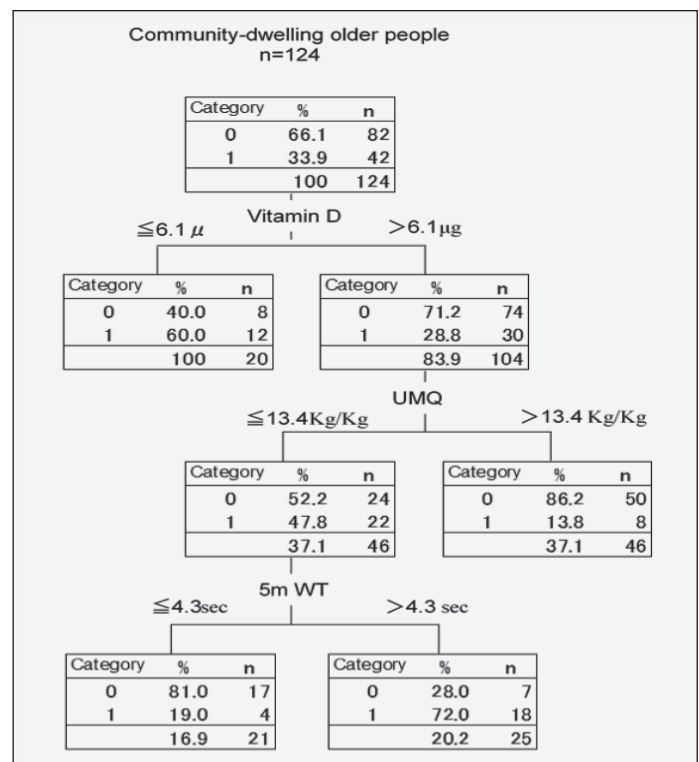 Community-dwelling older people
n=124
Category % n
0 66.1 82
1 33.9 42
100 124
Vitamin D
≦6.1 μ >6.1μg
Category % n
0 40.0 8
1 60.0 12
100 20
Category % n
0 71.2 74
1 28.8 30
83.9 104
UMQ
≦13.4Kg/Kg >13.4 Kg/Kg
Category % n
0 52.2 24
1 47.8 22
37.1 46
Category % n
0 86.2 50
1 13.8 8
37.1 46
5m WT
≦4.3sec >4.3 sec
Category % n
0 81.0 17
1 19.0 4
16.9 21
Category % n
0 28.0 7
1 72.0 18
20.2 25